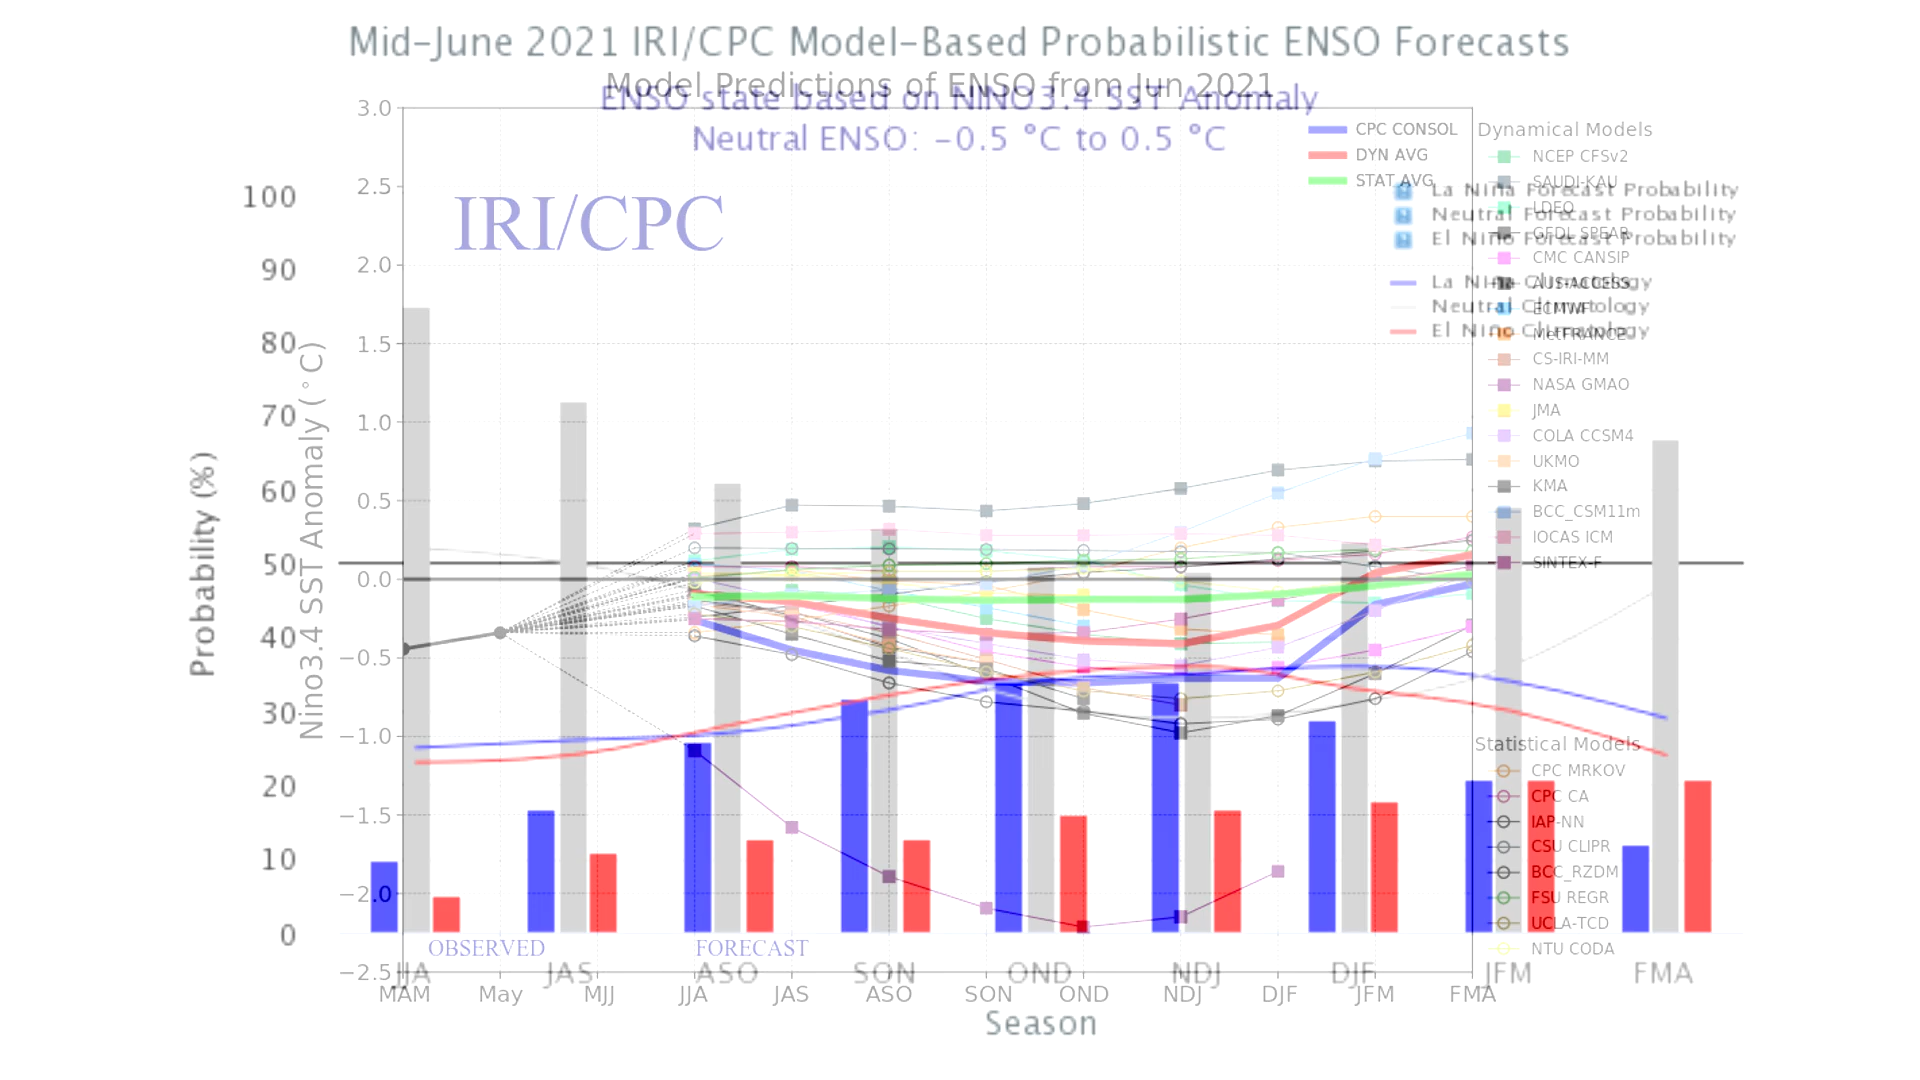 Mid-June 2021 IRI/CPC Model-Based Probabilistic ENSO Forecasts
Model Predictions of ENSO from Jun 2021
ENSO state based on NINO3.4 SST Anomaly
Neutral ENSO: -0.5 °C to 0.5 °C
IRI/CPC
CPC CONSOL
DYN AVG
STAT AVG
Dynamical Models
NCEP CFSv2
SAUDI-KAU
LDEO
GFDL SPEAR
CMC CANSIP
AUS-ACCESS
ECMWF
MetFRANCE
CS-IRI-MM
NASA GMAO
JMA
COLA CCSM4
UKMO
KMA
BCC_CSM11m
IOCAS ICM
SINTEX-F
La Niña Forecast Probability
Neutral Forecast Probability
El Niño Forecast Probability
La Niña Climatology
Neutral Climatology
El Niño Climatology
Statistical Models
CPC MRKOV
CPC CA
IAP-NN
CSU CLIPR
BCC_RZDM
FSU REGR
UCLA-TCD
NTU CODA
Probability (%)
100
90
80
70
60
50
40
30
20
10
0
Nino3.4 SST Anomaly (°C)
3.0
2.5
2.0
1.5
1.0
0.5
0.0
−0.5
−1.0
−1.5
−2.0
−2.5
OBSERVED
FORECAST
JJA JAS ASO SON OND NDJ DJF JFM FMA
MAM May MJJ JJA JAS ASO SON OND NDJ DJF JFM FMA
Season